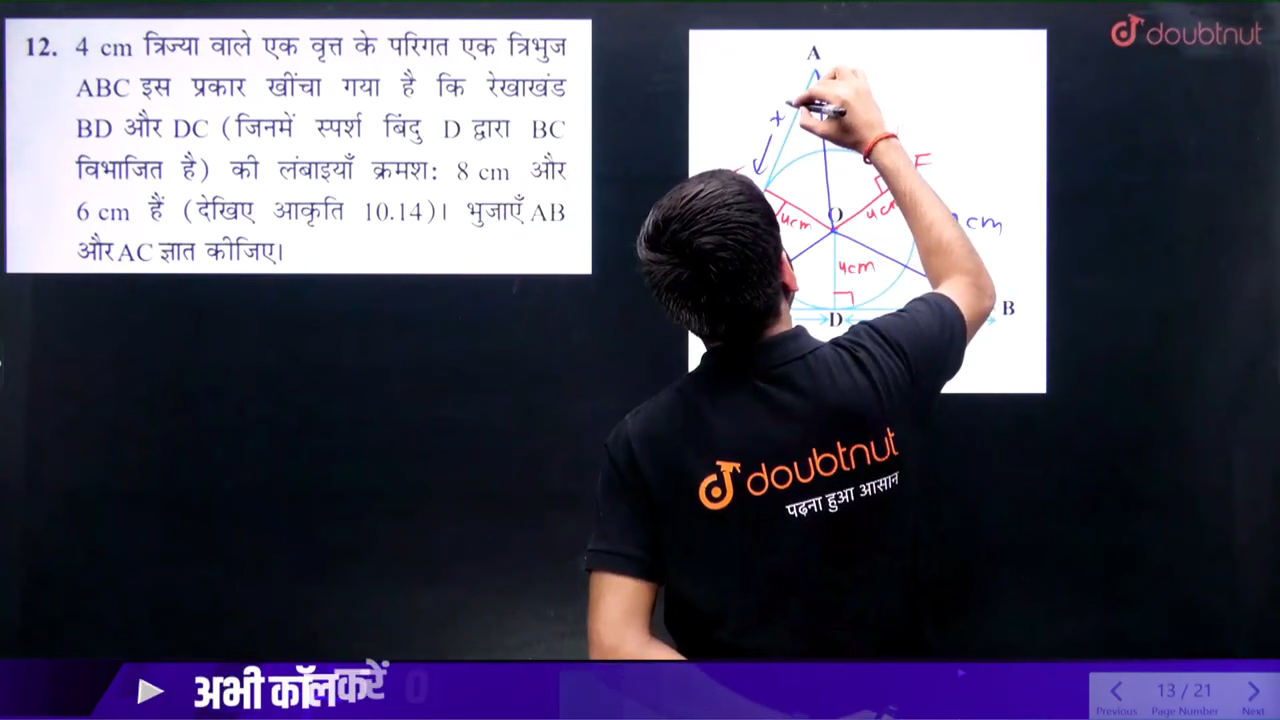 12. 4 cm त्रिज्या वाले एक वृत्त के परिगत एक त्रिभुज
ABC इस प्रकार खींचा गया है कि रेखाखंड
BD और DC (जिनमें स्पर्श बिंदु D द्वारा BC
विभाजित है) की लंबाइयाँ क्रमश: 8 cm और
6 cm हैं (देखिए आकृति 10.14)। भुजाएँ AB
और AC ज्ञात कीजिए।
doubtnut
A
x
F
O
4cm
4cm
cm
4cm
D
B
doubtnut
पढ़ना हुआ आसान
अभी कॉल करें
Previous
13 / 21
Page Number
Next